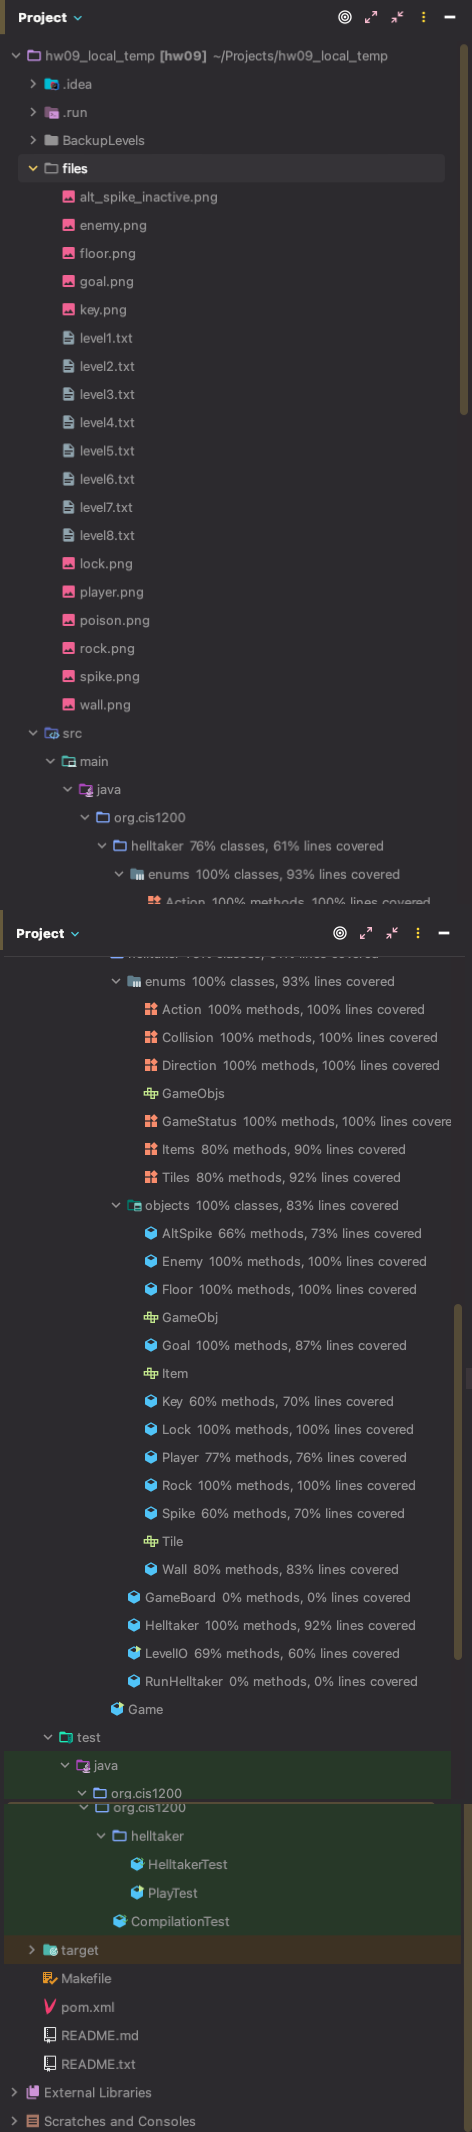 Project
hw09_local_temp [hw09] ~/Projects/hw09_local_temp
.idea
.run
BackupLevels
files
alt_spike_inactive.png
enemy.png
floor.png
goal.png
key.png
level1.txt
level2.txt
level3.txt
level4.txt
level5.txt
level6.txt
level7.txt
level8.txt
lock.png
player.png
poison.png
rock.png
spike.png
wall.png
src
main
java
org.cis1200
helltaker 76% classes, 61% lines covered
enums 100% classes, 93% lines covered
Action 100% methods, 100% lines covered
Project
enums 100% classes, 93% lines covered
Action 100% methods, 100% lines covered
Collision 100% methods, 100% lines covered
Direction 100% methods, 100% lines covered
GameObjs
GameStatus 100% methods, 100% lines covere
Items 80% methods, 90% lines covered
Tiles 80% methods, 92% lines covered
objects 100% classes, 83% lines covered
AltSpike 66% methods, 73% lines covered
Enemy 100% methods, 100% lines covered
Floor 100% methods, 100% lines covered
GameObj
Goal 100% methods, 87% lines covered
Item
Key 60% methods, 70% lines covered
Lock 100% methods, 100% lines covered
Player 77% methods, 76% lines covered
Rock 100% methods, 100% lines covered
Spike 60% methods, 70% lines covered
Tile
Wall 80% methods, 83% lines covered
GameBoard 0% methods, 0% lines covered
Helltaker 100% methods, 92% lines covered
LevelIO 69% methods, 60% lines covered
RunHelltaker 0% methods, 0% lines covered
Game
test
java
org.cis1200
org.cis1200
helltaker
HelltakerTest
PlayTest
CompilationTest
target
Makefile
pom.xml
README.md
README.txt
External Libraries
Scratches and Consoles